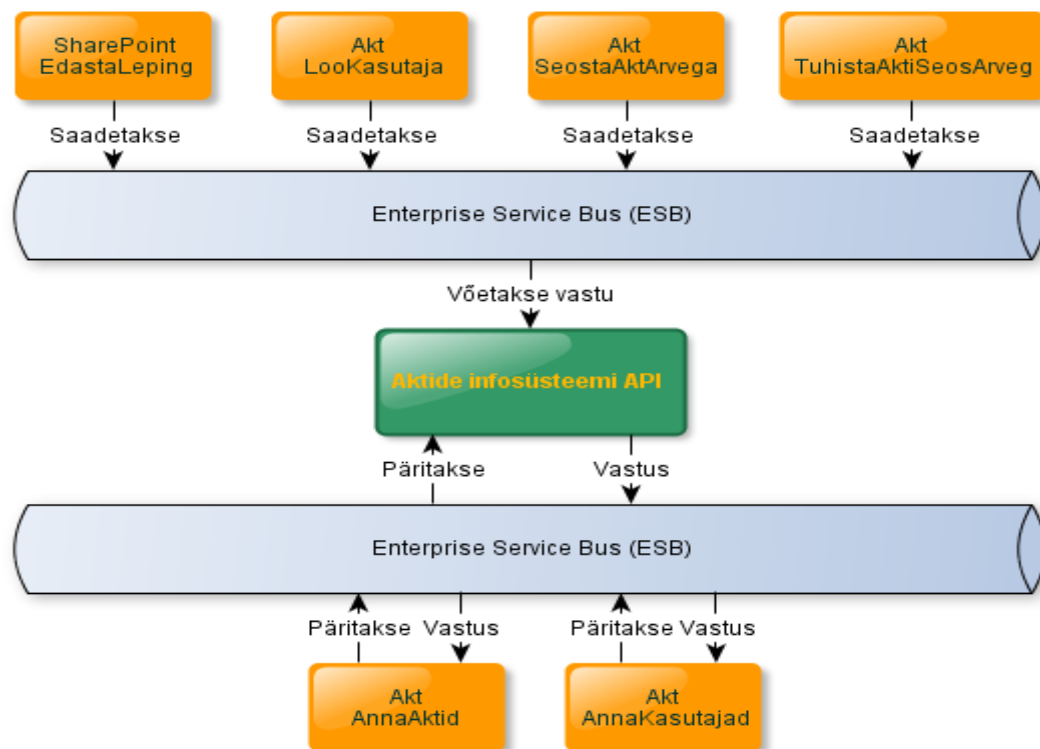 SharePoint
EdastaLeping
Akt
LooKasutaja
Akt
SeostaAktArvega
Akt
TuhistaAktiSeosArveg
Saadetakse
Saadetakse
Saadetakse
Saadetakse
Enterprise Service Bus (ESB)
Võetakse vastu
Aktide infosüsteemi API
Päritakse
Vastus
Enterprise Service Bus (ESB)
Päritakse
Vastus
Päritakse
Vastus
Akt
AnnaAktid
Akt
AnnaKasutajad